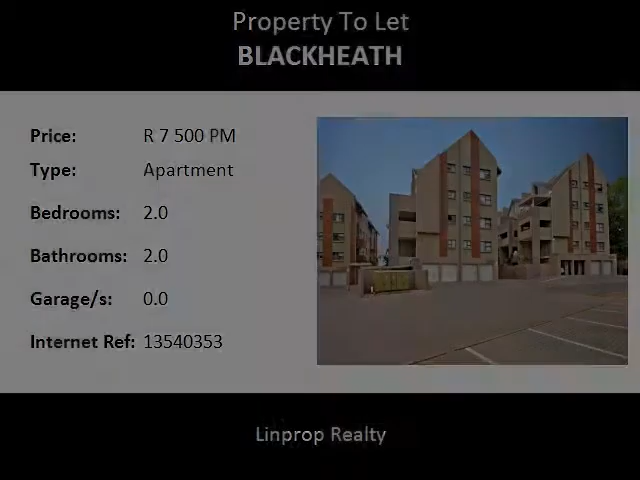 Property To Let
BLACKHEATH
Price: R 7 500 PM
Type: Apartment
Bedrooms: 2.0
Bathrooms: 2.0
Garage/s: 0.0
Internet Ref: 13540353
Linprop Realty